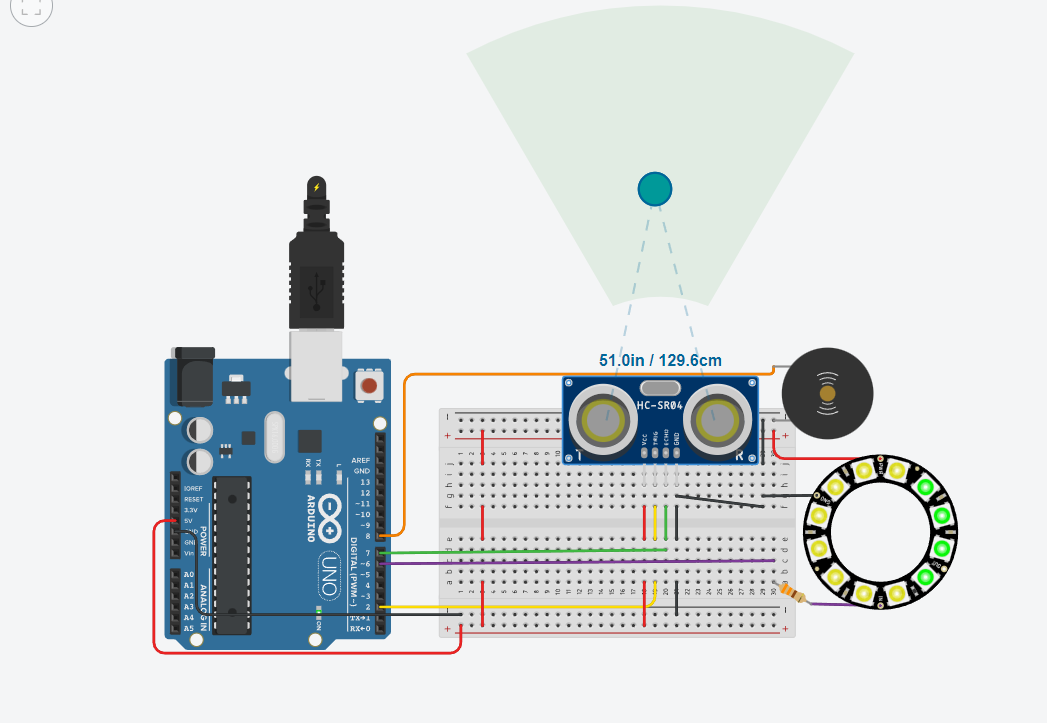 51.0in / 129.6cm
HC-SR04
VCC
TRIG
ECHO
GND
T
R
AREF
GND
13
12
~11
~10
~9
8
7
~6
~5
4
~3
2
TX→1
RX←0
DIGITAL (PWM~)
IOREF
RESET
3.3V
5V
GND
GND
Vin
POWER
A0
A1
A2
A3
A4
A5
ANALOG IN
RX
TX
L
ARDUINO
UNO
ON